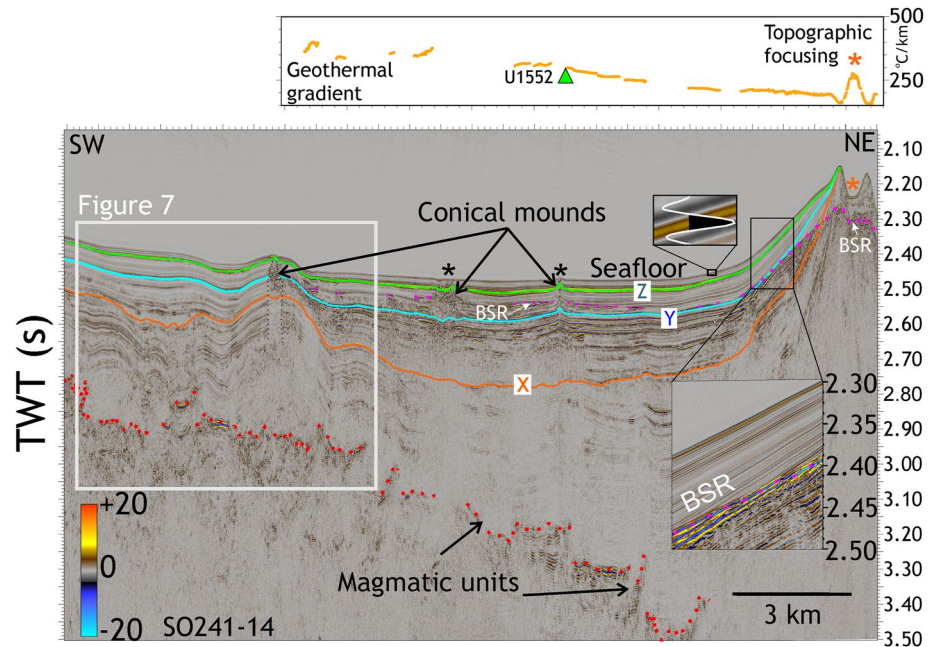 500
Topographic
focusing *
°C/km
Geothermal
gradient
U1552
250
SW
NE
2.10
2.20
*
Figure 7
2.30
Conical mounds
BSR
2.40
* *
Seafloor
Z
2.50
BSR
Y
2.60
TWT (s)
2.70
X
2.80
2.30
2.35
2.90
2.40
3.00
BSR
2.45
3.10
+20
2.50
3.20
0
3.30
Magmatic units
3.40
-20
SO241-14
3 km
3.50